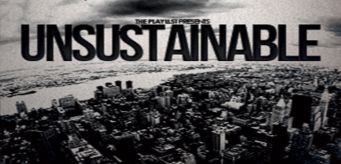 THE PLAYLIST PRESENTS
UNSUSTAINABLE